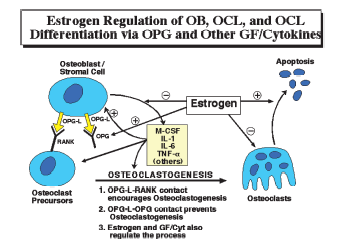 Estrogen Regulation of OB, OCL, and OCL
Differentiation via OPG and Other GF/Cytokines
Osteoblast /
Stromal Cell
Apoptosis
OPG-L
OPG-L
OPG
RANK
Estrogen
M-CSF
IL-1
IL-6
TNF-α
(others)
Osteoclast
Precursors
OSTEOCLASTOGENESIS
Osteoclasts
1. OPG-L-RANK contact
encourages Osteoclastogenesis
2. OPG-L-OPG contact prevents
Osteoclastogenesis
3. Estrogen and GF/Cyt also
regulate the process